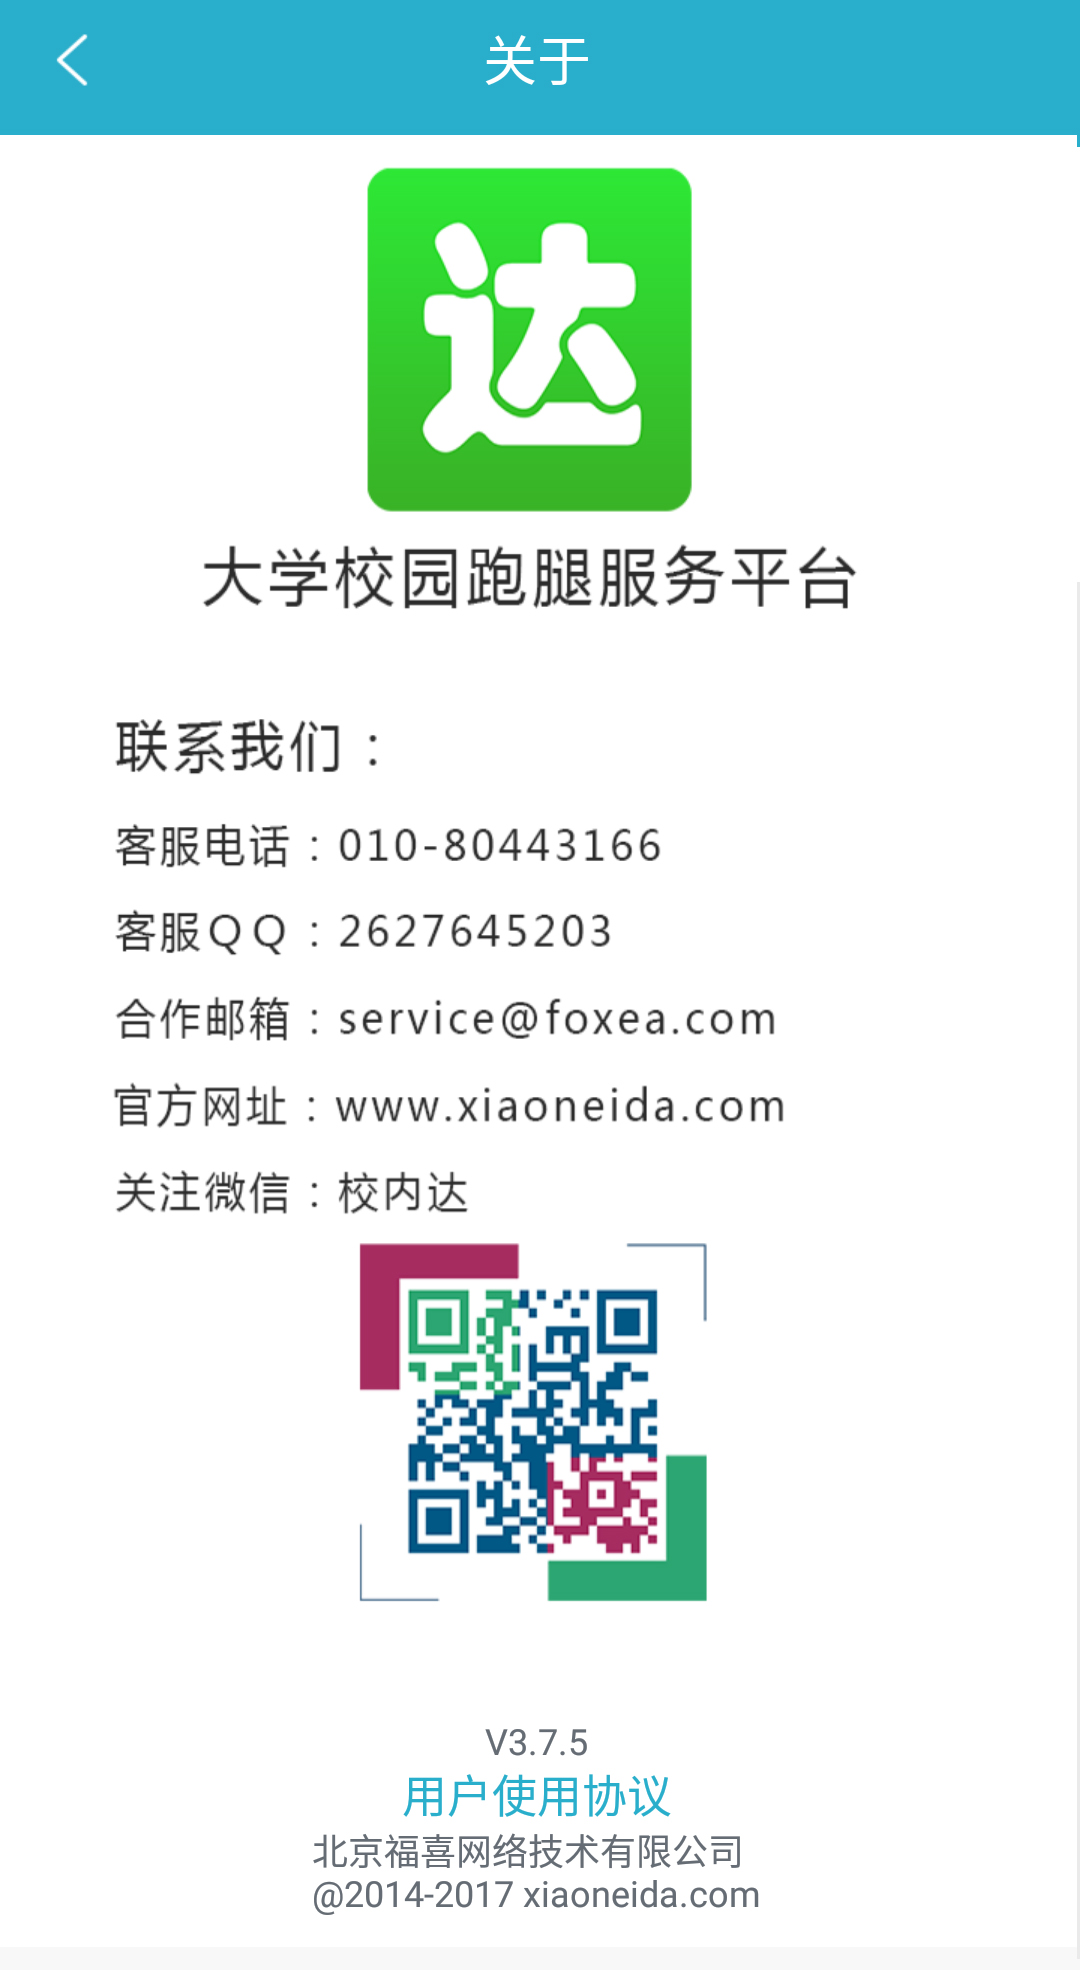 关于
达
大学校园跑腿服务平台
联系我们：
客服电话：010-80443166
客服QQ：2627645203
合作邮箱：service@foxea.com
官方网址：www.xiaoneida.com
关注微信：校内达
V3.7.5
用户使用协议
北京福喜网络技术有限公司
@2014-2017 xiaoneida.com